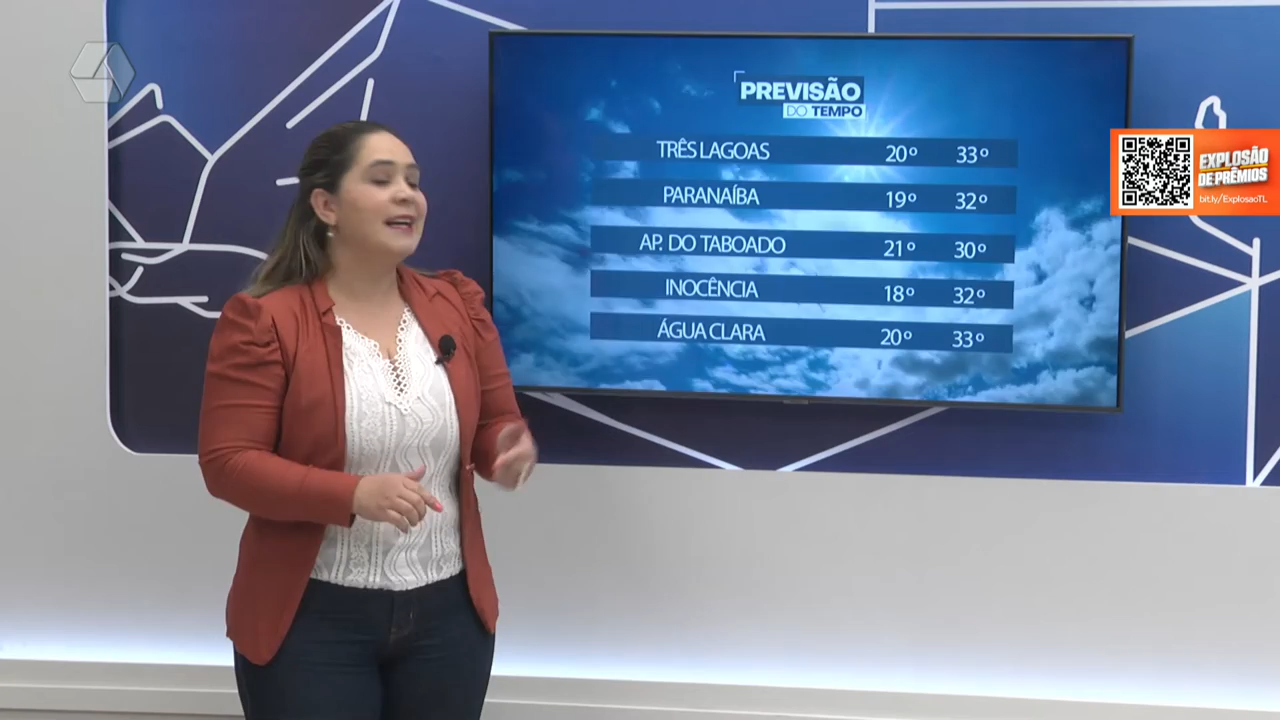 PREVISÃO
DO TEMPO
TRÊS LAGOAS 20º 33º
PARANAÍBA 19º 32º
AP. DO TABOADO 21º 30º
INOCÊNCIA 18º 32º
ÁGUA CLARA 20º 33º
EXPLOSÃO
DE PRÊMIOS
bit.ly/ExplosaoTL